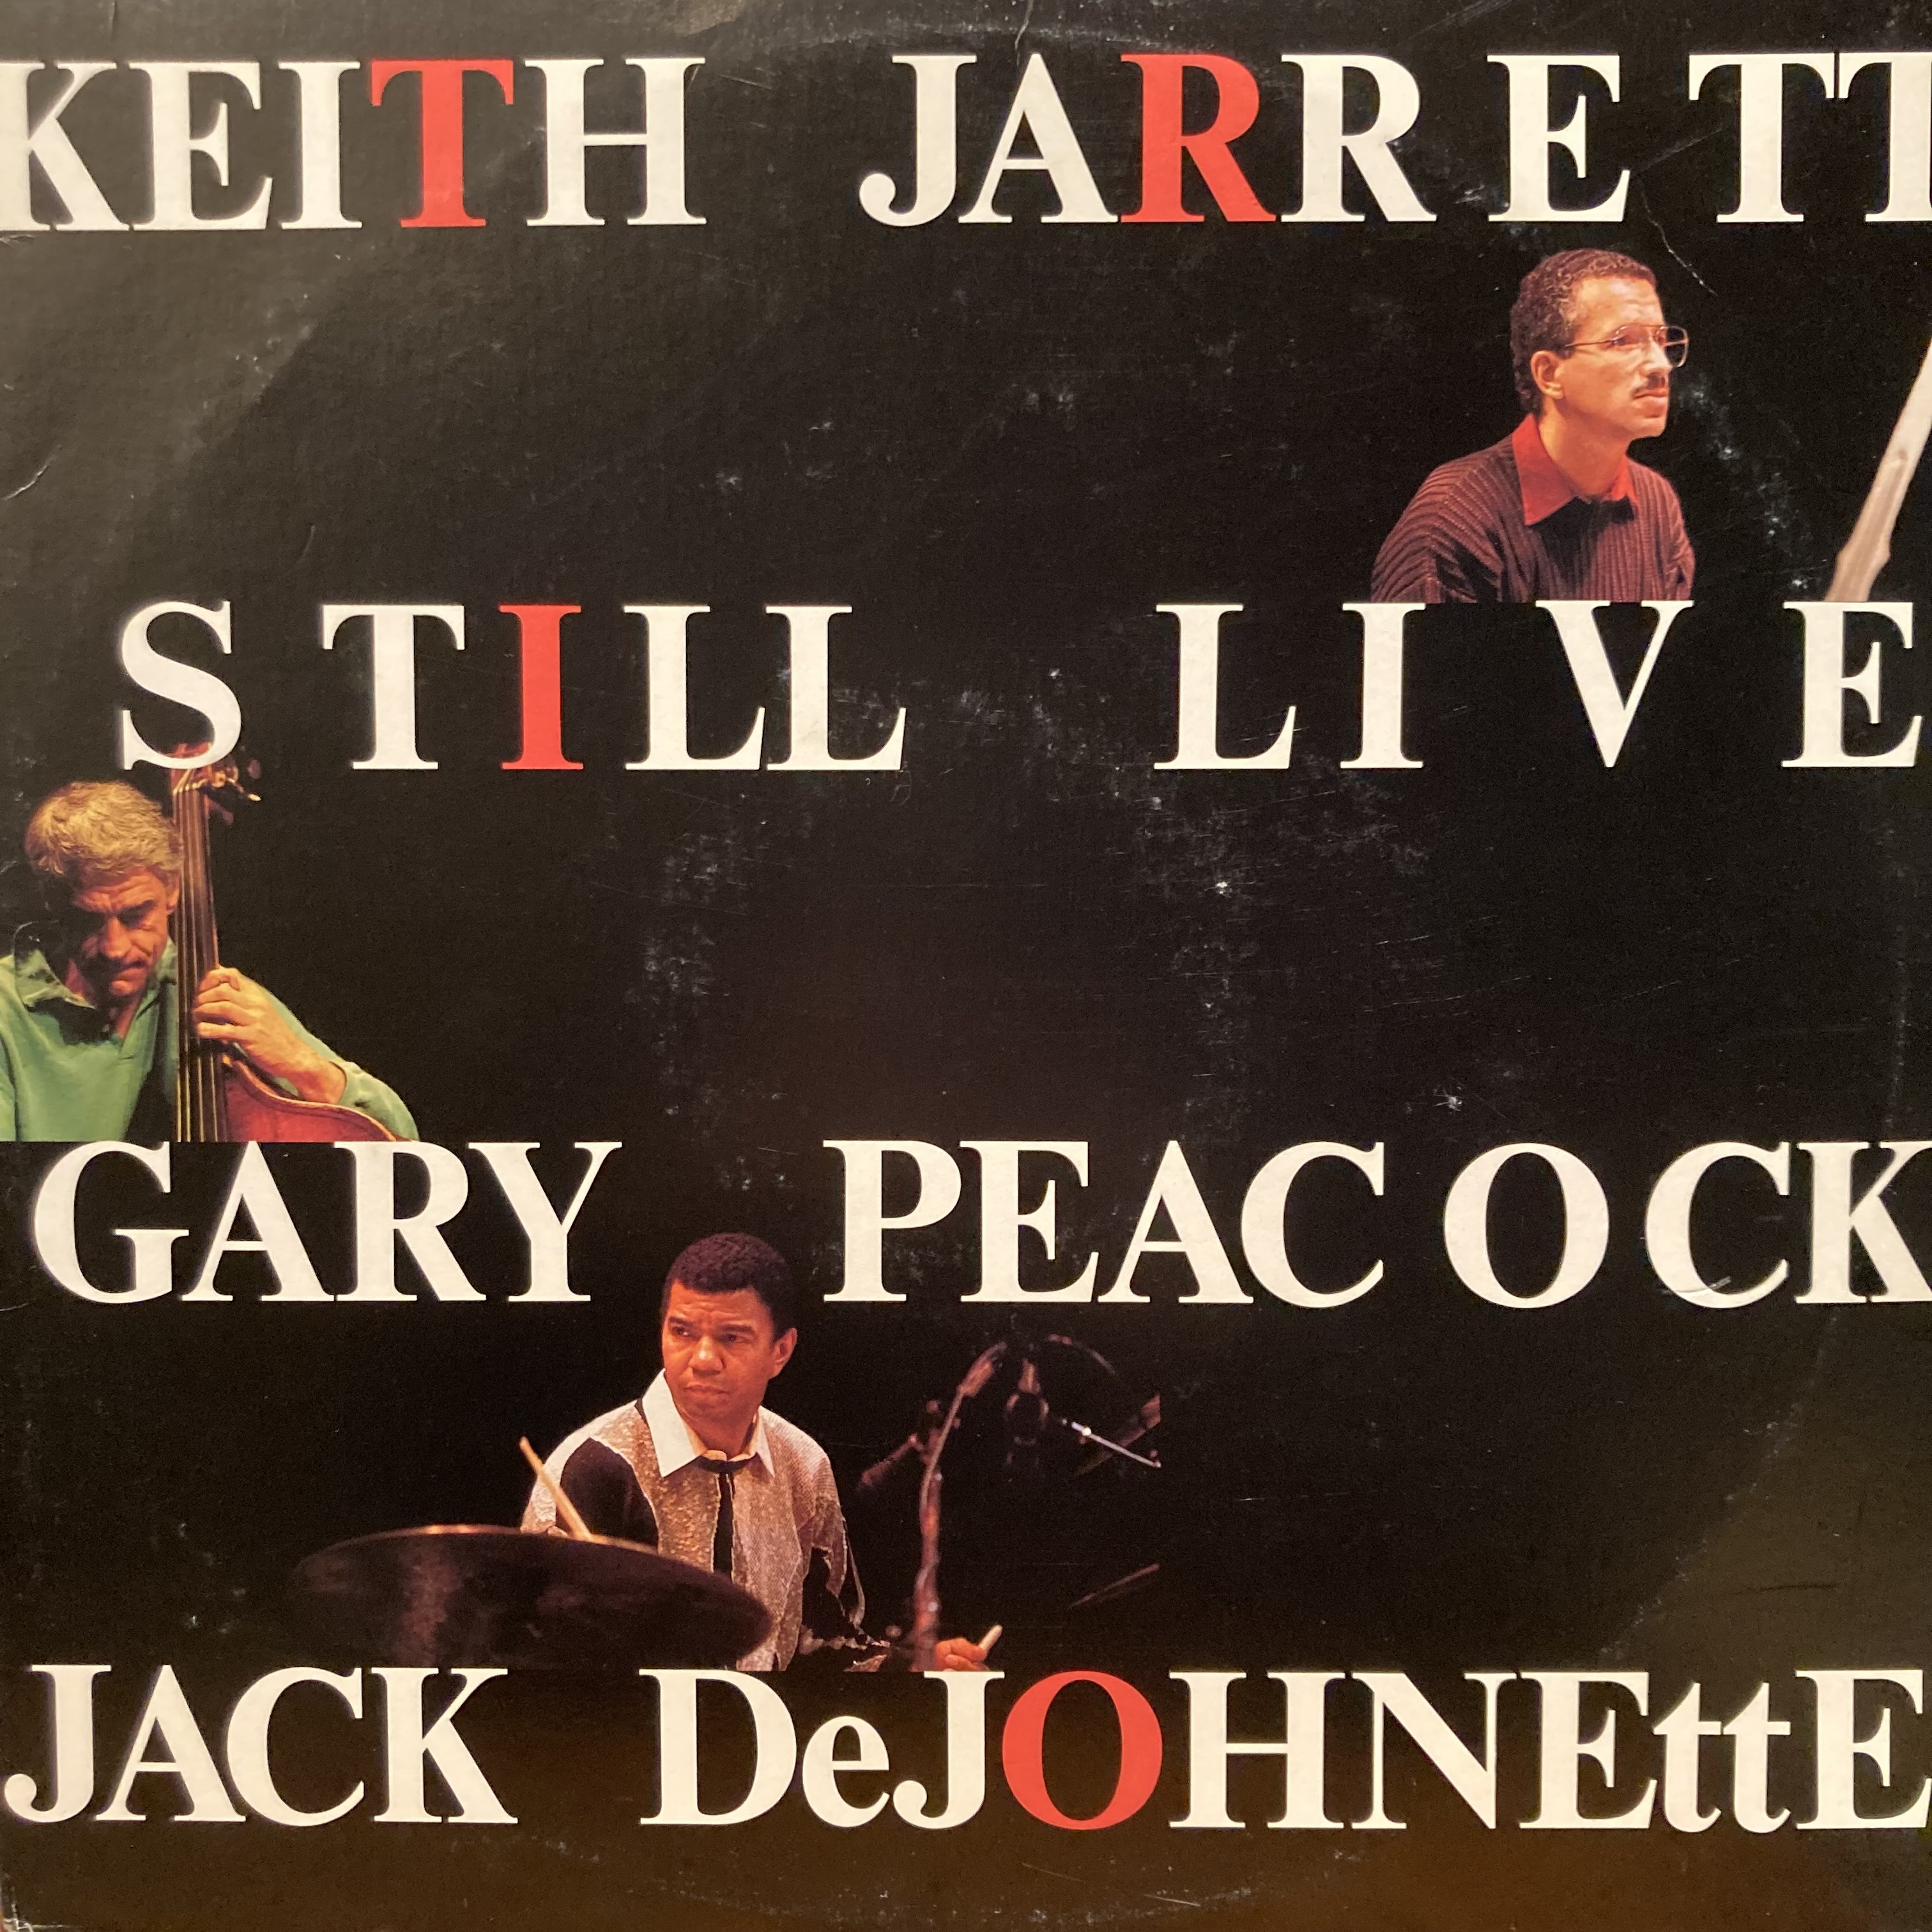 KEITH JARRETT
STILL LIVE
GARY PEACOCK
JACK DeJOHNEttE